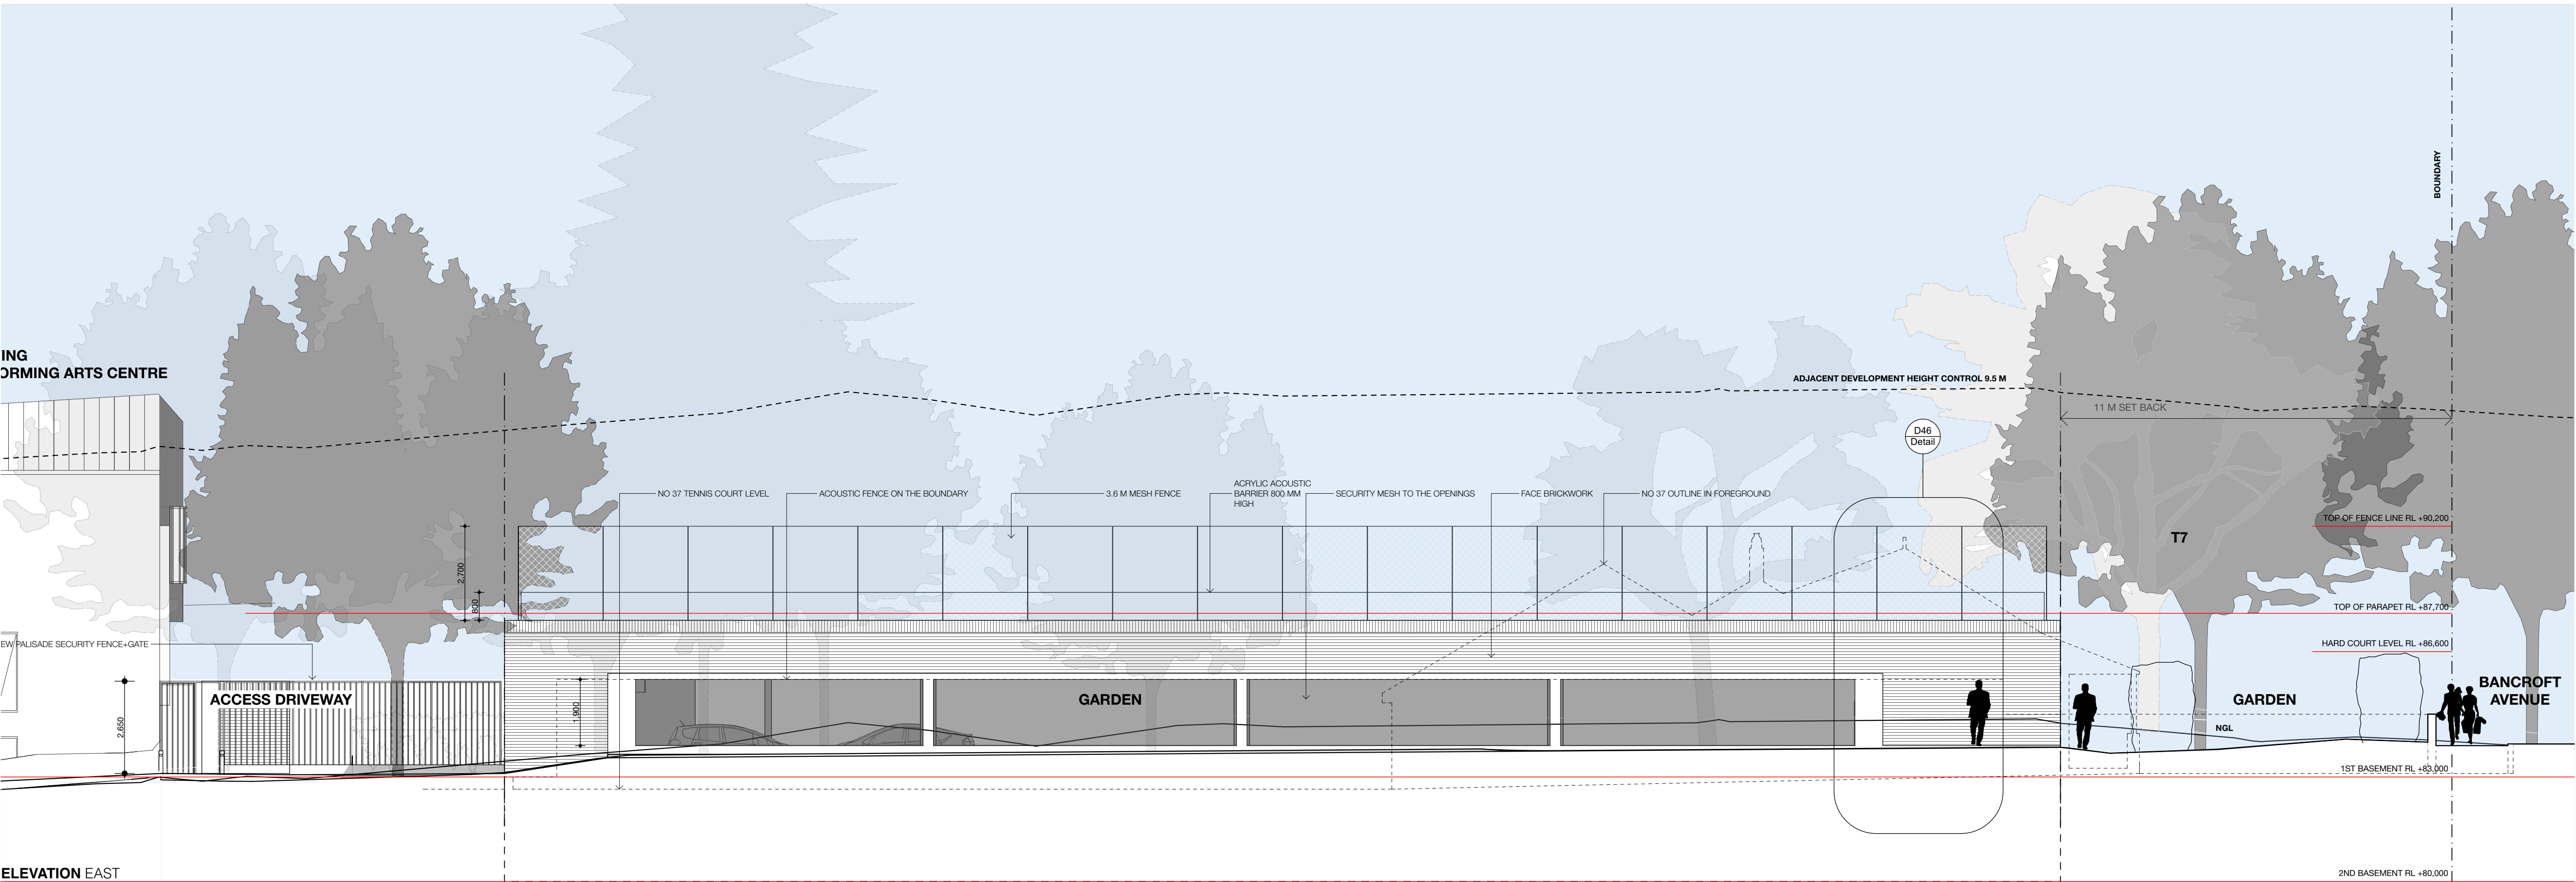 BOUNDARY
ING
ORMING ARTS CENTRE
ADJACENT DEVELOPMENT HEIGHT CONTROL 9.5 M
11 M SET BACK
D46
Detail
NO 37 TENNIS COURT LEVEL
ACOUSTIC FENCE ON THE BOUNDARY
3.6 M MESH FENCE
ACRYLIC ACOUSTIC
BARRIER 800 MM
HIGH
SECURITY MESH TO THE OPENINGS
FACE BRICKWORK
NO 37 OUTLINE IN FOREGROUND
TOP OF FENCE LINE RL +90,200
T7
2,700
800
TOP OF PARAPET RL +87,700
EW PALISADE SECURITY FENCE+GATE
HARD COURT LEVEL RL +86,600
ACCESS DRIVEWAY
GARDEN
GARDEN
BANCROFT
AVENUE
2,650
1,900
NGL
1ST BASEMENT RL +83,000
ELEVATION EAST
2ND BASEMENT RL +80,000